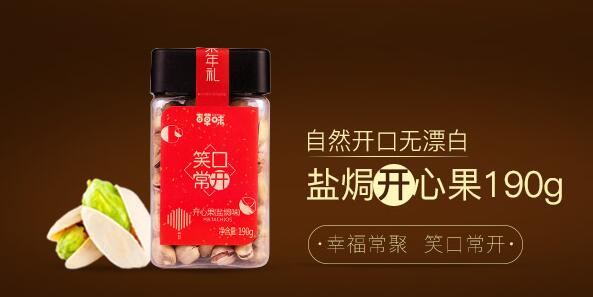 年礼
百草味
笑口
常开
开心果(盐焗味)
PISTACHIOS
净含量:190g
自然开口无漂白
盐焗开心果190g
·幸福常聚 笑口常开·